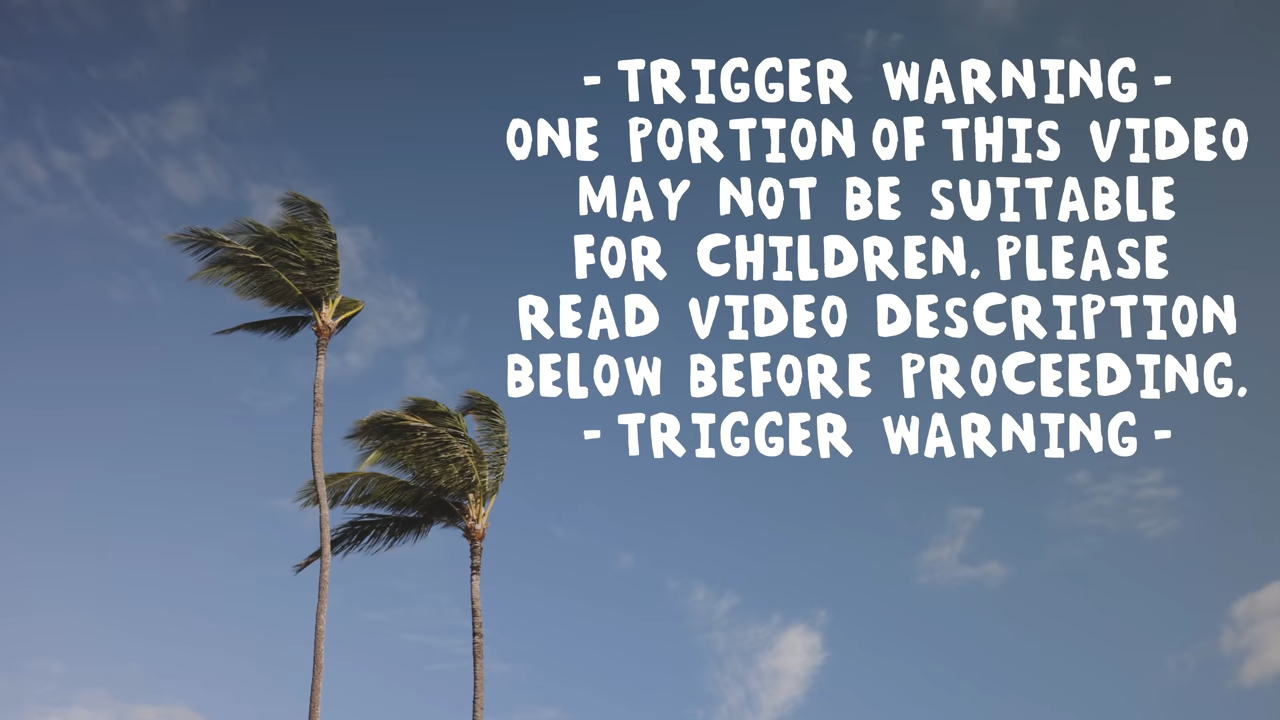 - TRIGGER WARNING -
ONE PORTION OF THIS VIDEO
MAY NOT BE SUITABLE
FOR CHILDREN. PLEASE
READ VIDEO DESCRIPTION
BELOW BEFORE PROCEEDING.
- TRIGGER WARNING -